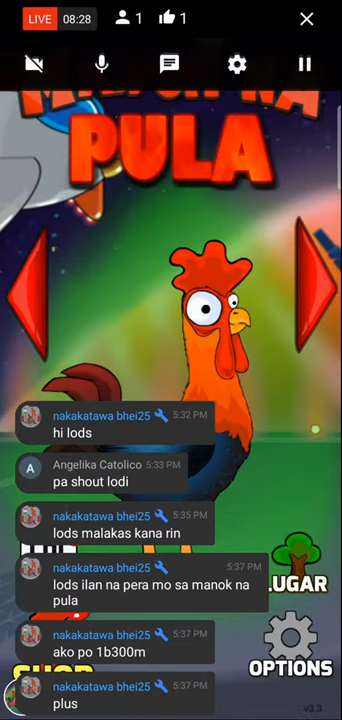 LIVE 08:28 1 1
PULA
nakakatawa bhei25 5:32 PM
hi lods
A Angelika Catolico 5:33 PM
pa shout lodi
nakakatawa bhei25 5:35 PM
lods malakas kana rin
nakakatawa bhei25 5:37 PM
lods ilan na pera mo sa manok na
pula
LUGAR
nakakatawa bhei25 5:37 PM
ako po 1b300m
OPTIONS
SHOP
nakakatawa bhei25 5:37 PM
plus
v3.3